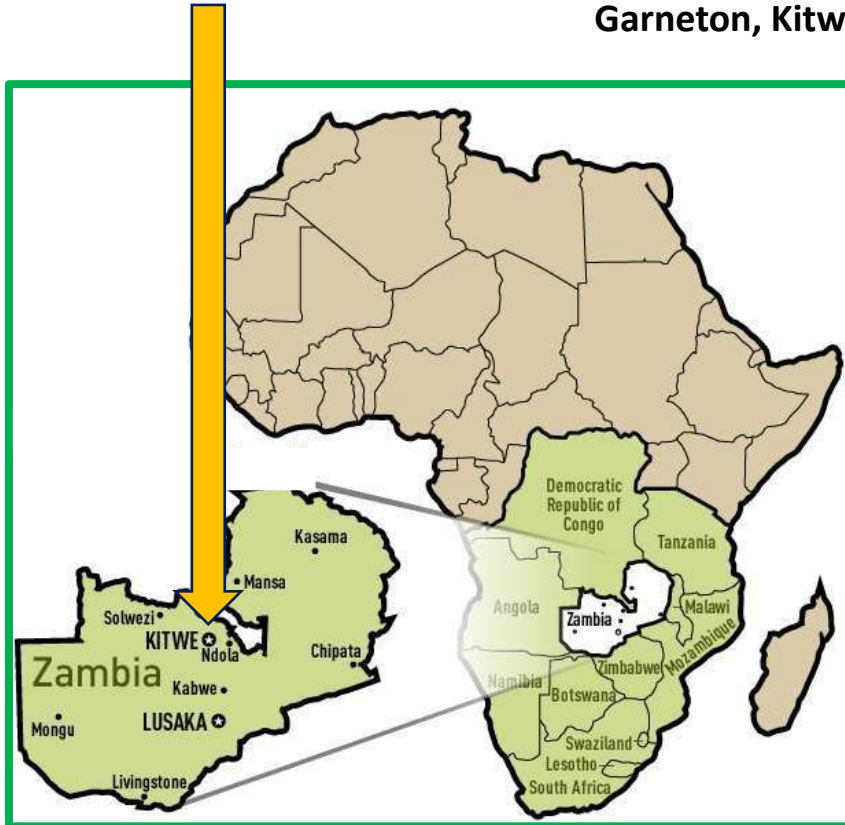 Garneton, Kitw
Kasama
Mansa
Solwezi
KITWE
Ndola
Chipata
Zambia
Kabwe
LUSAKA
Mongu
Livingstone
Democratic
Republic of
Congo
Tanzania
Angola
Zambia
Malawi
Mozambique
Zimbabwe
Namibia
Botswana
Swaziland
Lesotho
South Africa